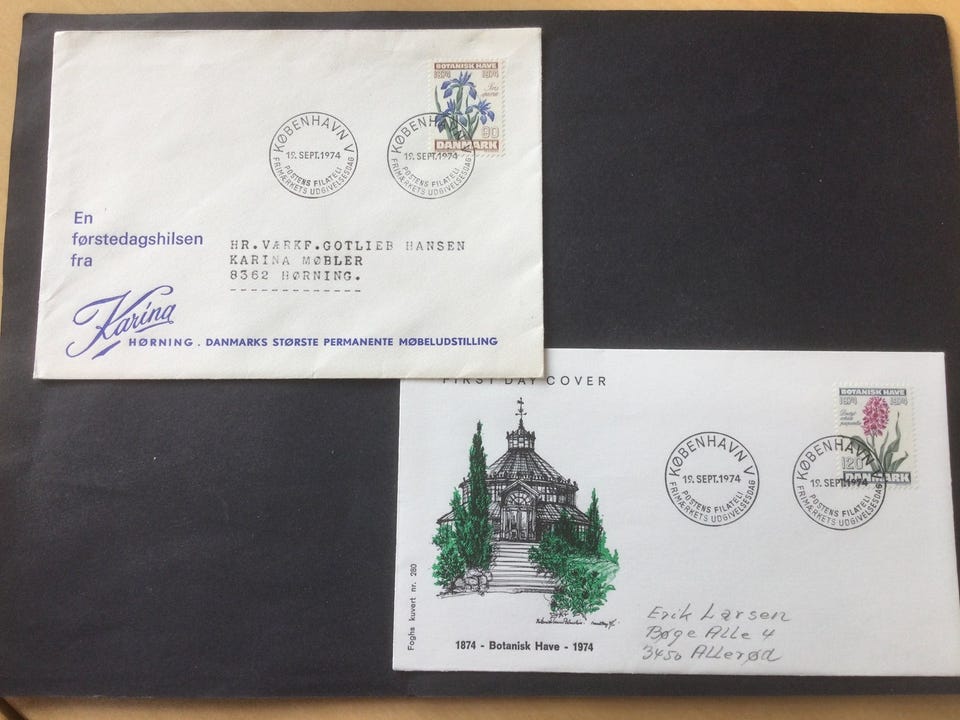 BOTANISK HAVE
1874 1974
Iris
spuria
90
DANMARK
KØBENHAVN V
19. SEPT. 1974
POSTENS FILATELI
FRIMÆRKETS UDGIVELSESDAG
KØBENHAVN V
19. SEPT. 1974
POSTENS FILATELI
FRIMÆRKETS UDGIVELSESDAG
En
førstedagshilsen
fra
HR.VÆRKF.GOTLIEB HANSEN
KARINA MØBLER
8362 HØRNING.
Karina
HØRNING . DANMARKS STØRSTE PERMANENTE MØBELUDSTILLING
FIRST DAY COVER
BOTANISK HAVE
1874 1974
purpurella
120
DANMARK
KØBENHAVN V
19. SEPT. 1974
POSTENS FILATELI
FRIMÆRKETS UDGIVELSESDAG
KØBENHAVN V
19. SEPT. 1974
POSTENS FILATELI
FRIMÆRKETS UDGIVELSESDAG
Foghs kuvert nr. 280
1874 - Botanisk Have - 1974
Erik Larsen
Bøge Alle 4
3450 Allerød